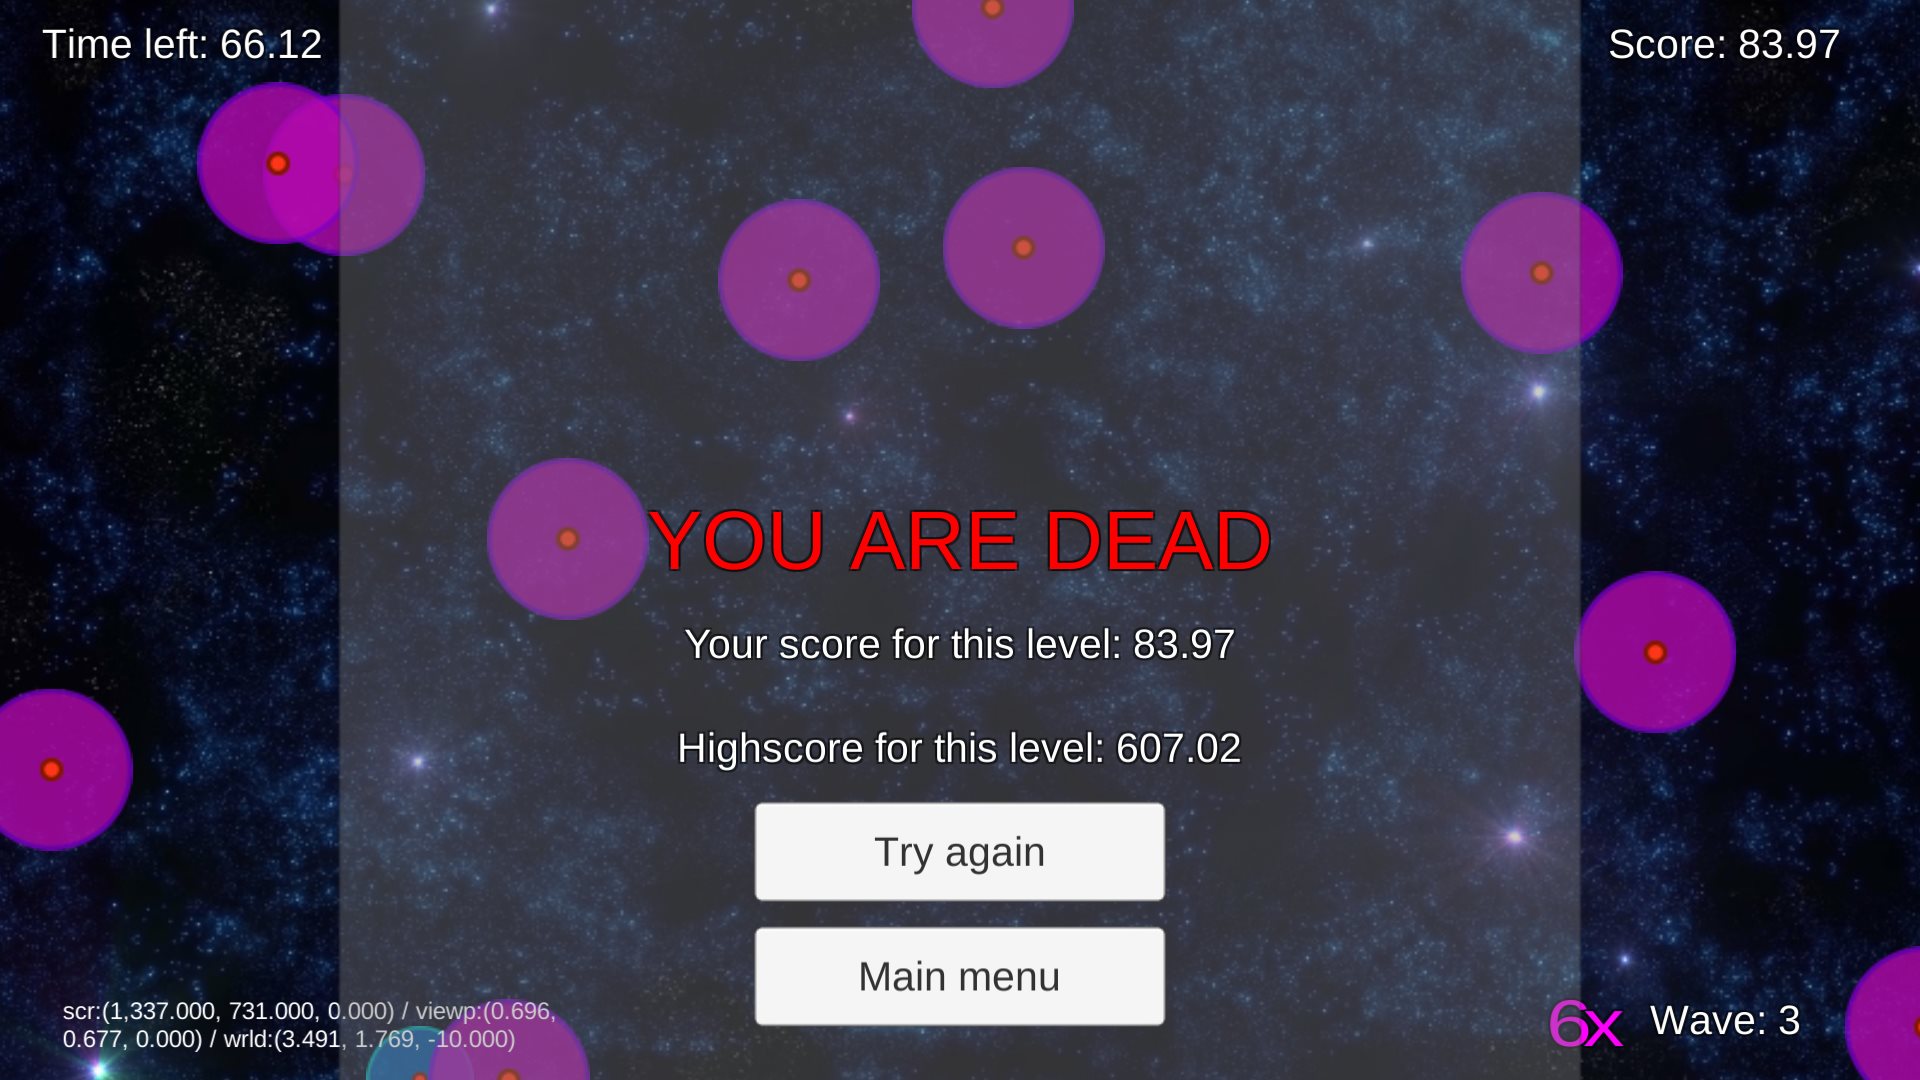 Time left: 66.12
Score: 83.97
YOU ARE DEAD
Your score for this level: 83.97
Highscore for this level: 607.02
Try again
Main menu
scr:(1,337.000, 731.000, 0.000) / viewp:(0.696,
0.677, 0.000) / wrld:(3.491, 1.769, -10.000)
6x
Wave: 3